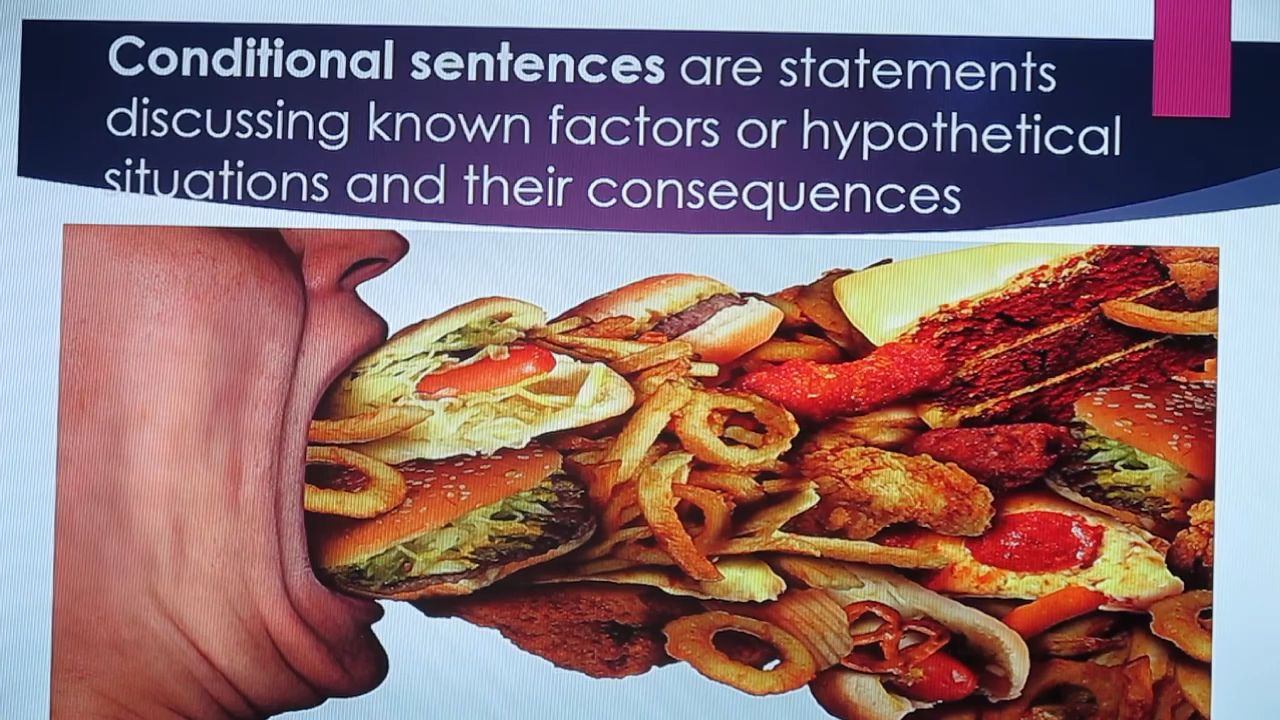 Conditional sentences are statements
discussing known factors or hypothetical
situations and their consequences